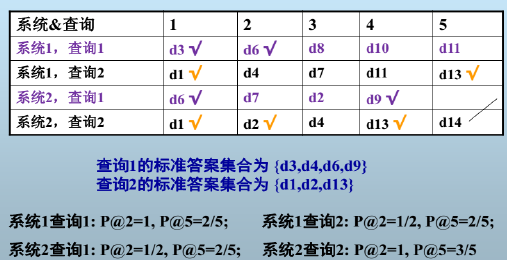 系统&查询 1 2 3 4 5
系统1，查询1 d3 √ d6 √ d8 d10 d11
系统1，查询2 d1 √ d4 d7 d11 d13 √
系统2，查询1 d6 √ d7 d2 d9 √
系统2，查询2 d1 √ d2 √ d4 d13 √ d14
查询1的标准答案集合为 {d3,d4,d6,d9}
查询2的标准答案集合为 {d1,d2,d13}
系统1查询1: P@2=1, P@5=2/5; 系统1查询2: P@2=1/2, P@5=2/5;
系统2查询1: P@2=1/2, P@5=2/5; 系统2查询2: P@2=1, P@5=3/5